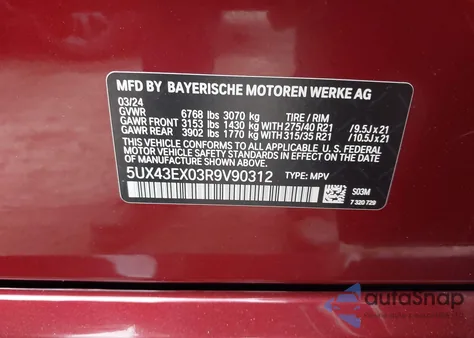 MFD BY BAYERISCHE MOTOREN WERKE AG
03/24
GVWR 6768 lbs 3070 kg TIRE / RIM
GAWR FRONT 3153 lbs 1430 kg WITH 275/40 R21 / 9.5J x 21
GAWR REAR 3902 lbs 1770 kg WITH 315/35 R21 / 10.5J x 21
THIS VEHICLE CONFORMS TO ALL APPLICABLE U.S. FEDERAL
MOTOR VEHICLE SAFETY STANDARDS IN EFFECT ON THE DATE
OF MANUFACTURE SHOWN ABOVE.
5UX43EX03R9V90312 TYPE: MPV
S03M
7 320 729
autoSnap